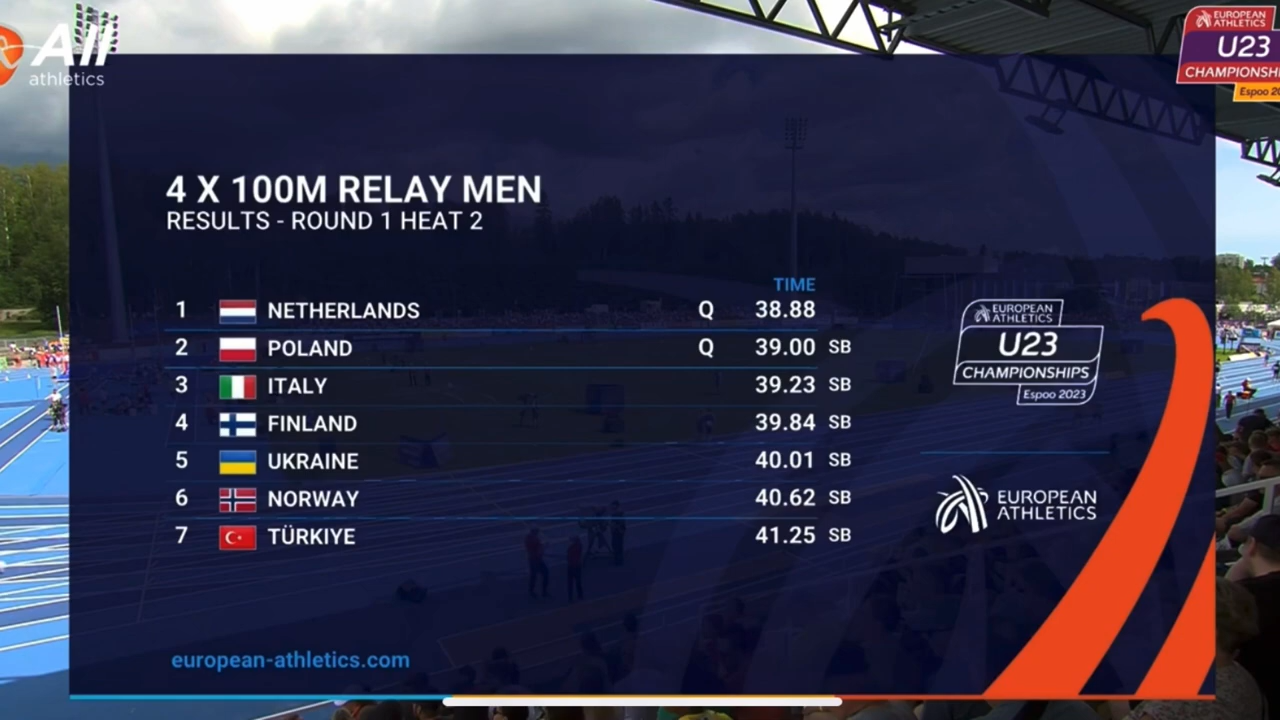 All
athletics
EUROPEAN
ATHLETICS
U23
CHAMPIONSH
Espoo 20
4 X 100M RELAY MEN
RESULTS - ROUND 1 HEAT 2
TIME
1 NETHERLANDS Q 38.88
2 POLAND Q 39.00 SB
3 ITALY 39.23 SB
4 FINLAND 39.84 SB
5 UKRAINE 40.01 SB
6 NORWAY 40.62 SB
7 TÜRKIYE 41.25 SB
EUROPEAN
ATHLETICS
U23
CHAMPIONSHIPS
Espoo 2023
EUROPEAN
ATHLETICS
european-athletics.com